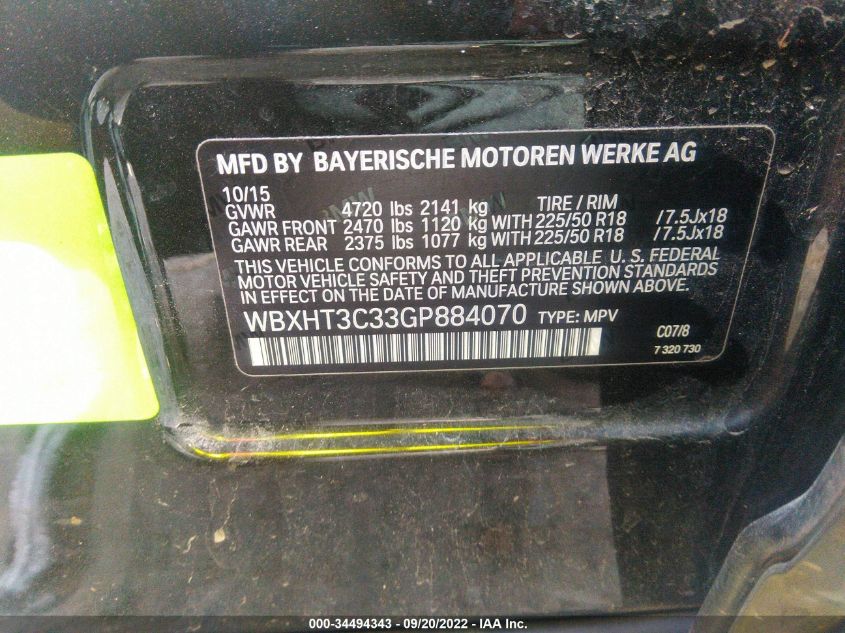 MFD BY BAYERISCHE MOTOREN WERKE AG
10/15
GVWR 4720 lbs 2141 kg TIRE / RIM
GAWR FRONT 2470 lbs 1120 kg WITH 225/50 R18 /7.5Jx18
GAWR REAR 2375 lbs 1077 kg WITH 225/50 R18 /7.5Jx18
THIS VEHICLE CONFORMS TO ALL APPLICABLE U. S. FEDERAL
MOTOR VEHICLE SAFETY AND THEFT PREVENTION STANDARDS
IN EFFECT ON THE DATE OF MANUFACTURE SHOWN ABOVE.
WBXHT3C33GP884070 TYPE: MPV
C07/8
7 320 730
000-34494343 - 09/20/2022 - IAA Inc.